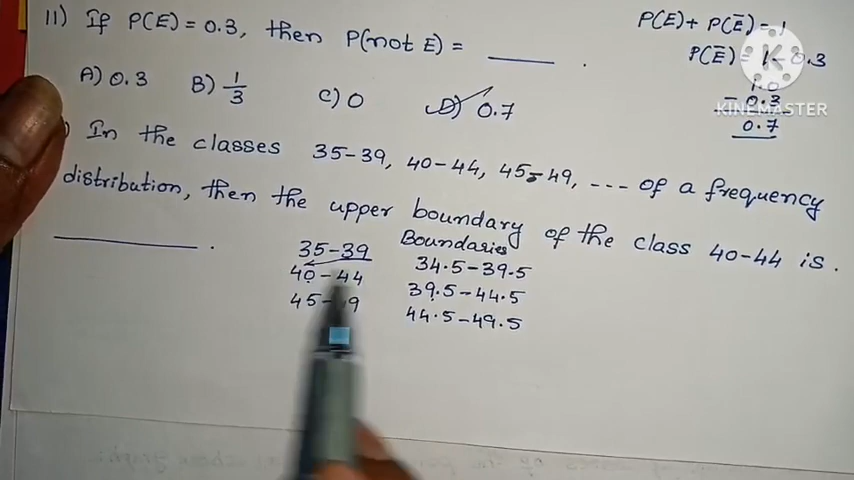 11) If P(E) = 0.3, then P(not E) = ______ .
P(E) + P(E̅) = 1
P(E̅) = 1 - 0.3
1.0
- 0.3
0.7
A) 0.3 B) 1/3 C) 0 D) 0.7
KINEMASTER
) In the classes 35-39, 40-44, 45-49, ---- of a frequency
distribution, then the upper boundary of the class 40-44 is.
______ .
Boundaries
35-39 34.5-39.5
40-44 39.5-44.5
45- 9 44.5-49.5